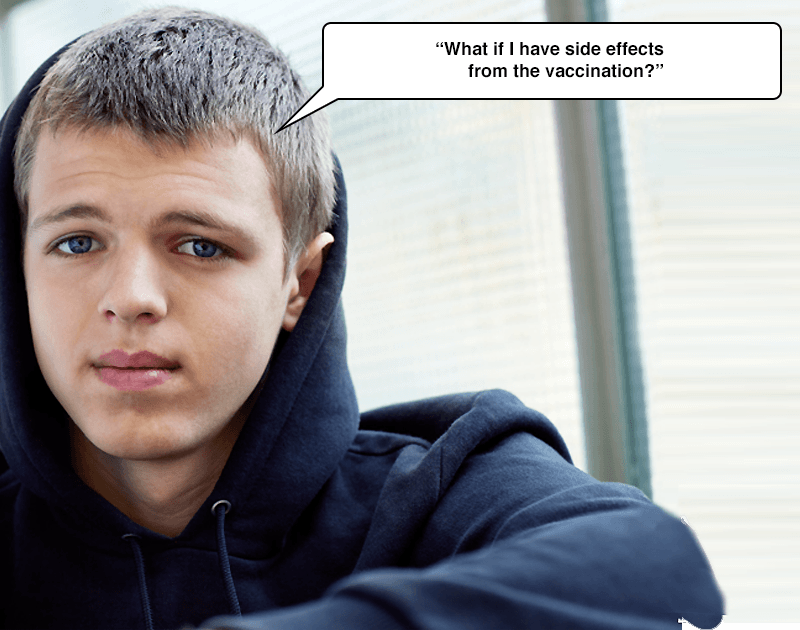 “What if I have side effects
from the vaccination?”